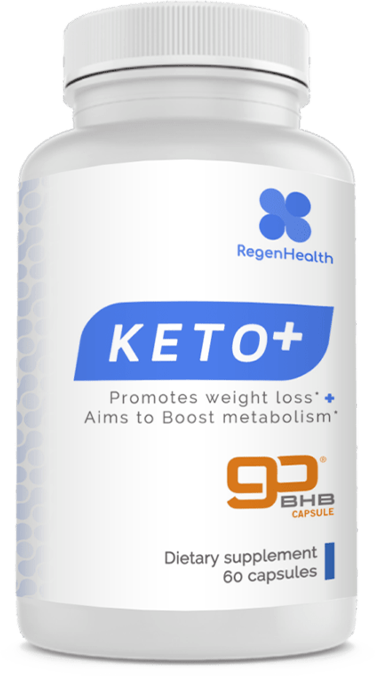 RegenHealth
KETO+
Promotes weight loss* +
Aims to Boost metabolism*
go®
BHB
CAPSULE
Dietary supplement
60 capsules